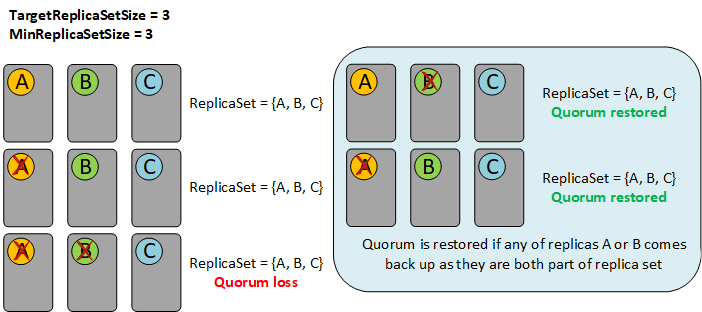 TargetReplicaSetSize = 3
MinReplicaSetSize = 3
A B C
ReplicaSet = {A, B, C}
A B C
ReplicaSet = {A, B, C}
A B C
ReplicaSet = {A, B, C}
Quorum loss
A B C
ReplicaSet = {A, B, C}
Quorum restored
A B C
ReplicaSet = {A, B, C}
Quorum restored
Quorum is restored if any of replicas A or B comes
back up as they are both part of replica set